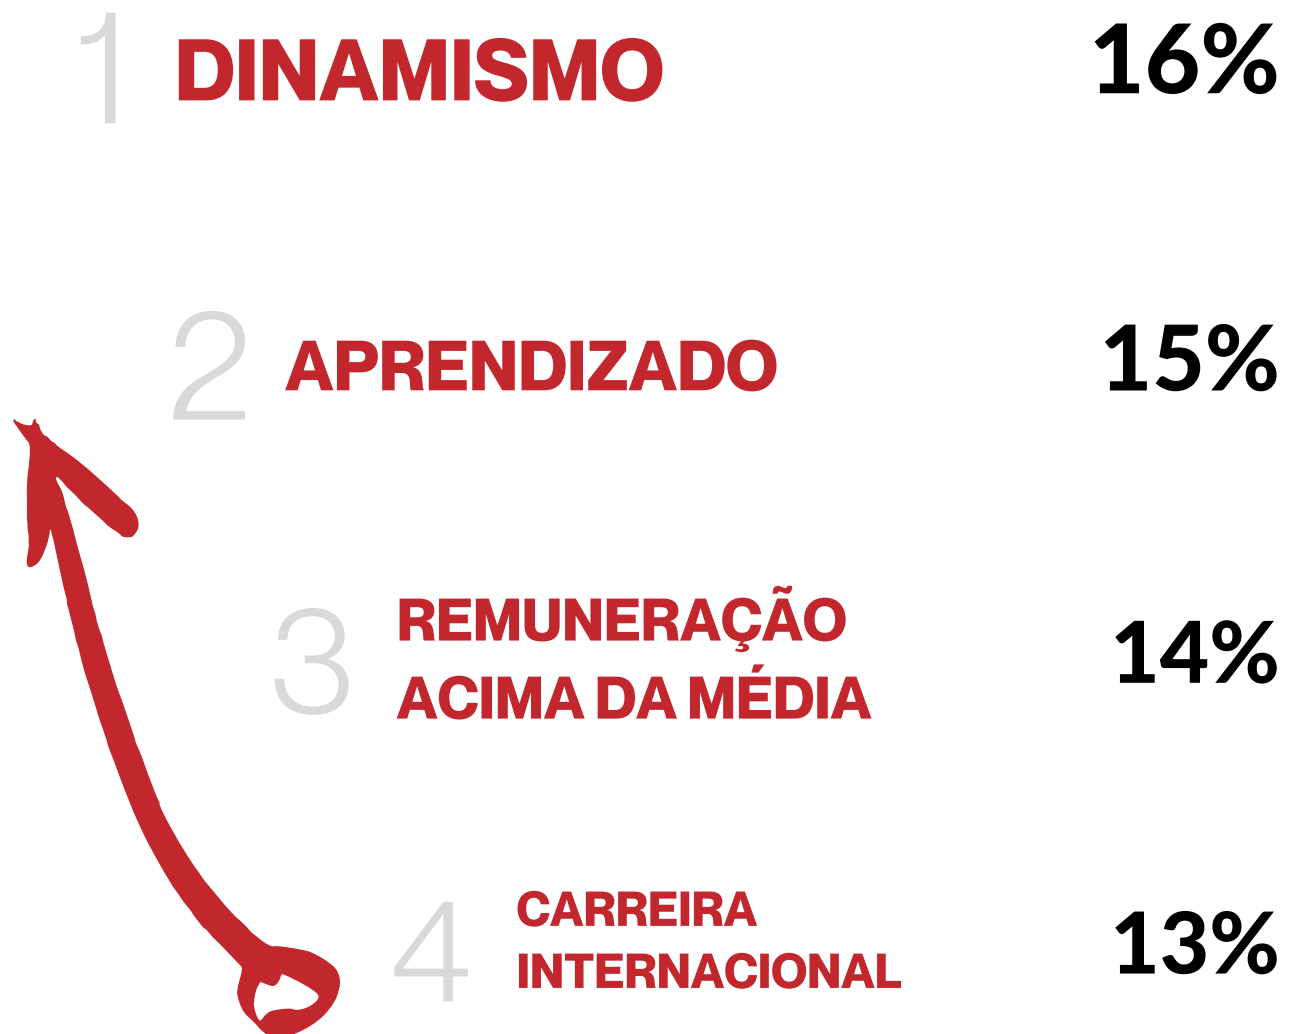 1 DINAMISMO 16%
2 APRENDIZADO 15%
3 REMUNERAÇÃO
ACIMA DA MÉDIA 14%
4 CARREIRA
INTERNACIONAL 13%